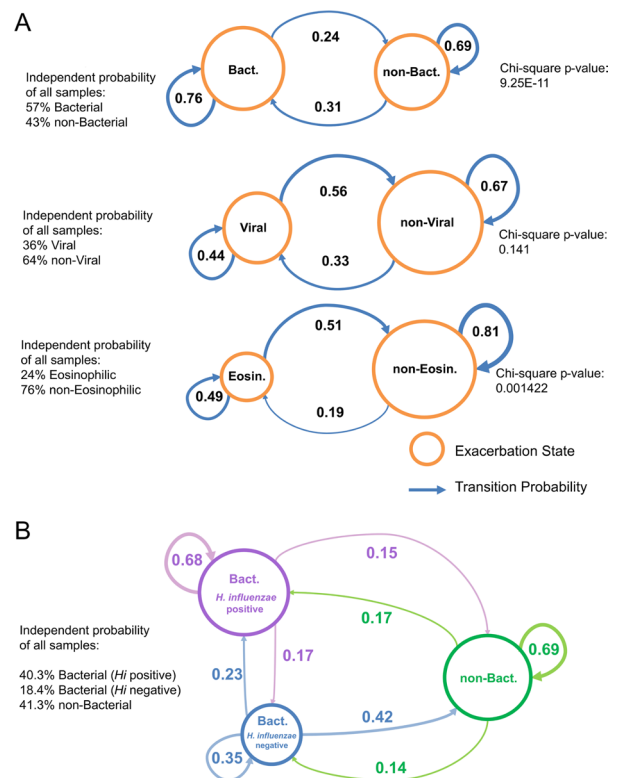 A
Independent probability
of all samples:
57% Bacterial
43% non-Bacterial
0.76
Bact.
0.24
0.31
non-Bact.
0.69
Chi-square p-value:
9.25E-11
Independent probability
of all samples:
36% Viral
64% non-Viral
0.44
Viral
0.56
0.33
non-Viral
0.67
Chi-square p-value:
0.141
Independent probability
of all samples:
24% Eosinophilic
76% non-Eosinophilic
0.49
Eosin.
0.51
0.19
non-Eosin.
0.81
Chi-square p-value:
0.001422
Exacerbation State
Transition Probability
B
Independent probability
of all samples:
40.3% Bacterial (Hi positive)
18.4% Bacterial (Hi negative)
41.3% non-Bacterial
0.68
Bact.
H. influenzae
positive
0.15
0.17
0.17
0.23
non-Bact.
0.69
Bact.
H. influenzae
negative
0.42
0.35
0.14